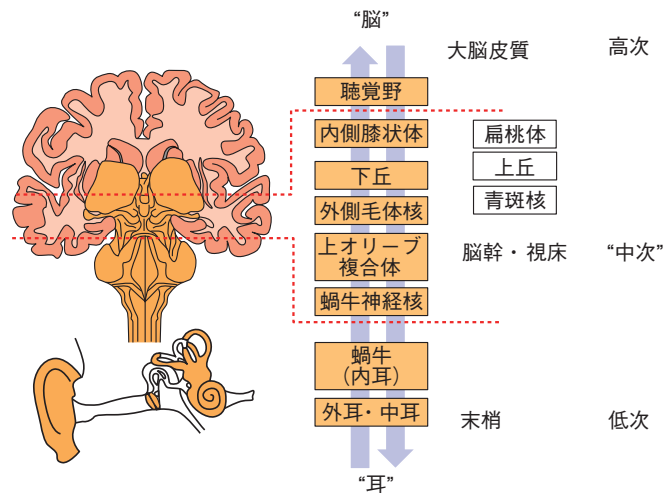 “脳”
大脳皮質
高次
聴覚野
内側膝状体
扁桃体
上丘
下丘
青斑核
外側毛体核
上オリーブ
複合体
脳幹・視床
“中次”
蝸牛神経核
蝸牛
(内耳)
外耳・中耳
末梢
低次
“耳”